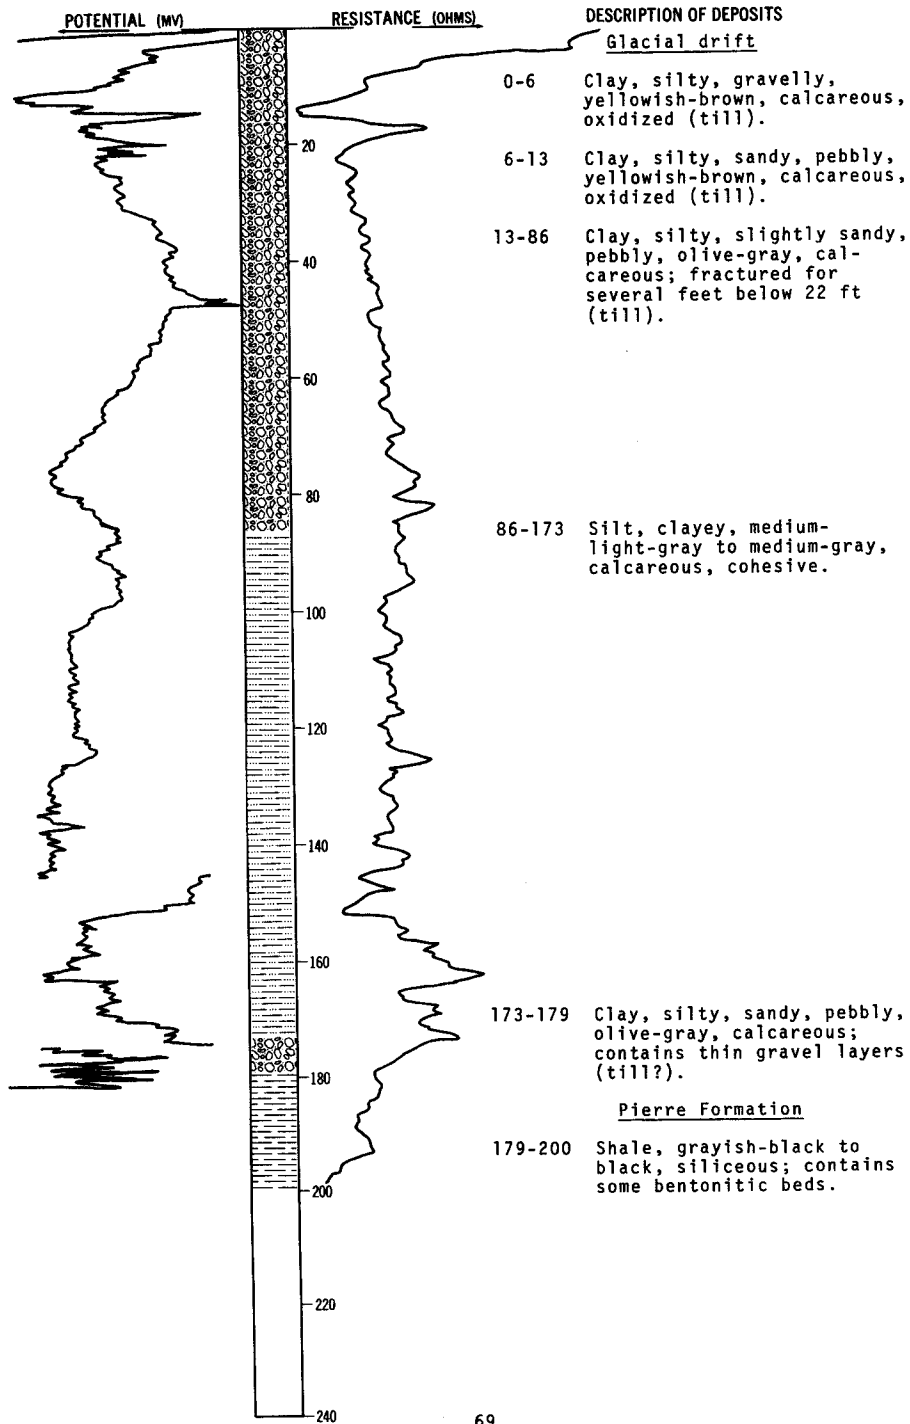 POTENTIAL (MV)
RESISTANCE (OHMS)
DESCRIPTION OF DEPOSITS
Glacial drift
0-6 Clay, silty, gravelly,
yellowish-brown, calcareous,
oxidized (till).
6-13 Clay, silty, sandy, pebbly,
yellowish-brown, calcareous,
oxidized (till).
13-86 Clay, silty, slightly sandy,
pebbly, olive-gray, cal-
careous; fractured for
several feet below 22 ft
(till).
86-173 Silt, clayey, medium-
light-gray to medium-gray,
calcareous, cohesive.
173-179 Clay, silty, sandy, pebbly,
olive-gray, calcareous;
contains thin gravel layers
(till?).
Pierre Formation
179-200 Shale, grayish-black to
black, siliceous; contains
some bentonitic beds.
20
40
60
80
100
120
140
160
180
200
220
240
69